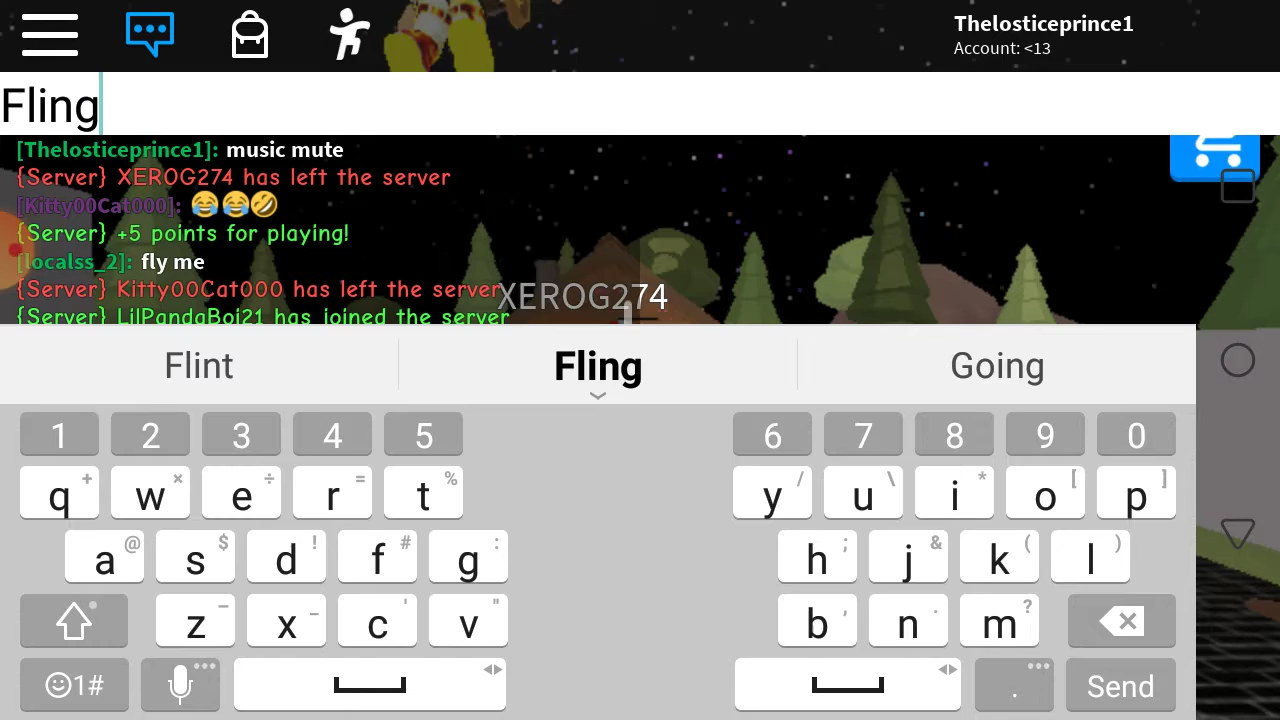 Thelosticeprince1
Account: <13
Fling
[Thelosticeprince1]: music mute
{Server} XEROG274 has left the server
[Kitty00Cat000]: 😂😂🤣
{Server} +5 points for playing!
[localss_2]: fly me
{Server} Kitty00Cat000 has left the server
XEROG274
{Server} LilPandaBoi21 has joined the server
Flint Fling Going
1 2 3 4 5 6 7 8 9 0
q + w × e ÷ r = t % y / u \ i * o [ p ]
a @ s $ d ! f # g : h ; j & k ( l )
z – x _ c ' v " b , n . m ?
☺1# ... ... . Send